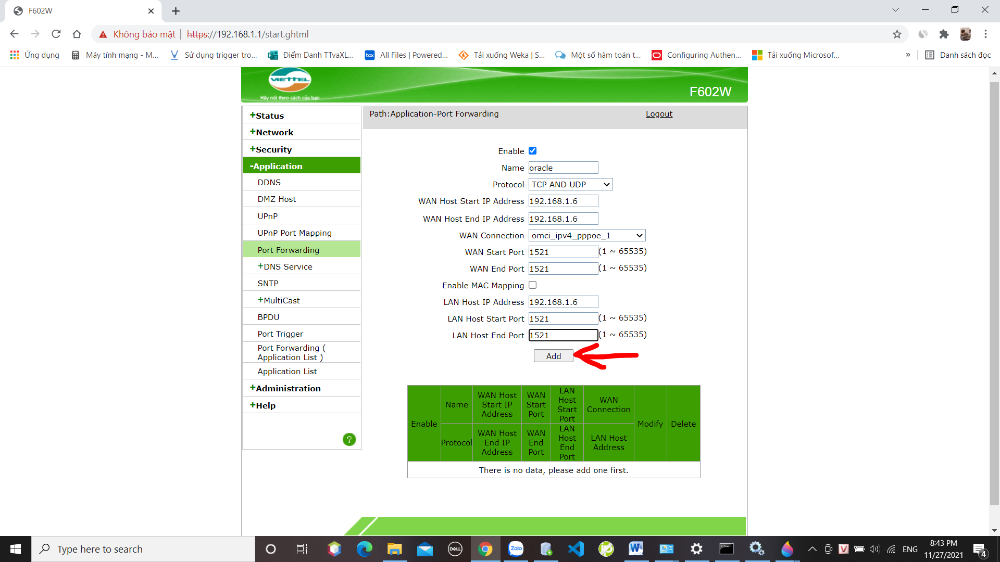 F602W
Không bảo mật
https://192.168.1.1/start.ghtml
Ứng dụng
Máy tính mạng - M...
Sử dụng trigger tro...
Điểm Danh TTvaXL...
box
All Files | Powered...
Tải xuống Weka | S...
Một số hàm toán t...
Configuring Authen...
Tải xuống Microsof...
»
Danh sách đọc
VIETTEL
Hãy nói theo cách của bạn
F602W
+Status
+Network
+Security
-Application
DDNS
DMZ Host
UPnP
UPnP Port Mapping
Port Forwarding
+DNS Service
SNTP
+MultiCast
BPDU
Port Trigger
Port Forwarding (
Application List )
Application List
+Administration
+Help
?
Path:Application-Port Forwarding
Logout
Enable
Name oracle
Protocol TCP AND UDP
WAN Host Start IP Address 192.168.1.6
WAN Host End IP Address 192.168.1.6
WAN Connection omci_ipv4_pppoe_1
WAN Start Port 1521 (1 ~ 65535)
WAN End Port 1521 (1 ~ 65535)
Enable MAC Mapping
LAN Host IP Address 192.168.1.6
LAN Host Start Port 1521 (1 ~ 65535)
LAN Host End Port 1521 (1 ~ 65535)
Add
Enable
Name
WAN Host
Start IP
Address
WAN
Start
Port
LAN
Host
Start
Port
WAN
Connection
Modify
Delete
Protocol
WAN Host
End IP
Address
WAN
End
Port
LAN
Host
End
Port
LAN Host
Address
There is no data, please add one first.
Type here to search
DELL
Zalo
W
V
ENG
8:43 PM
11/27/2021
4